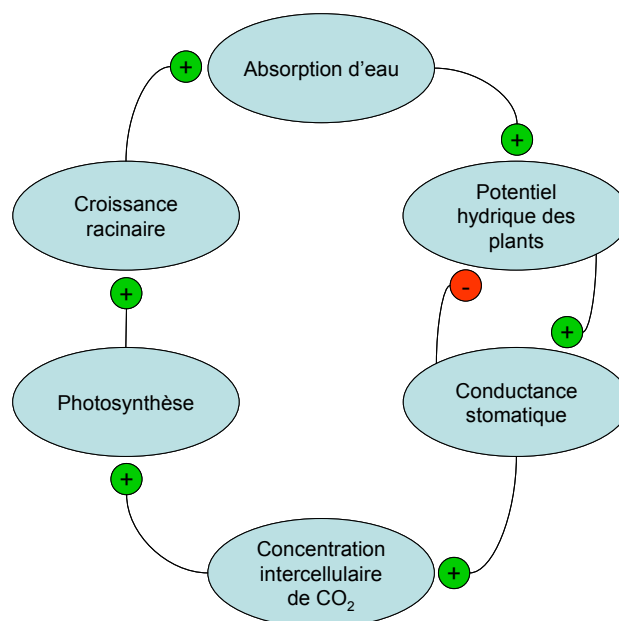 +
Absorption d'eau
+
Potentiel
hydrique des
plants
-
+
Conductance
stomatique
+
Concentration
intercellulaire
de CO₂
+
Photosynthèse
+
Croissance
racinaire